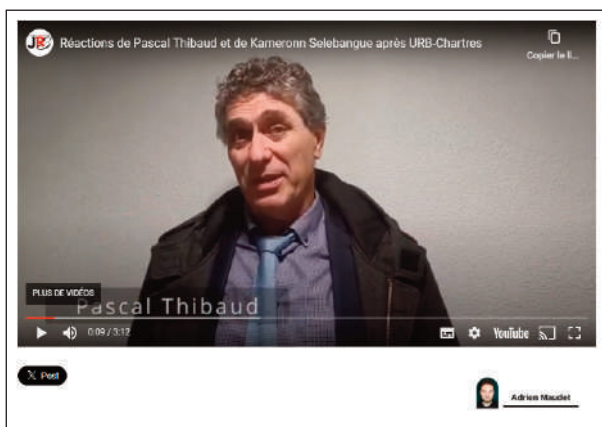 JBZ Réactions de Pascal Thibaud et de Kameronn Selebangue après URB-Chartres
Copier le li...
PLUS DE VIDÉOS
Pascal Thibaud
0:09 / 3:12
YouTube
X Post
Adrien Maudet